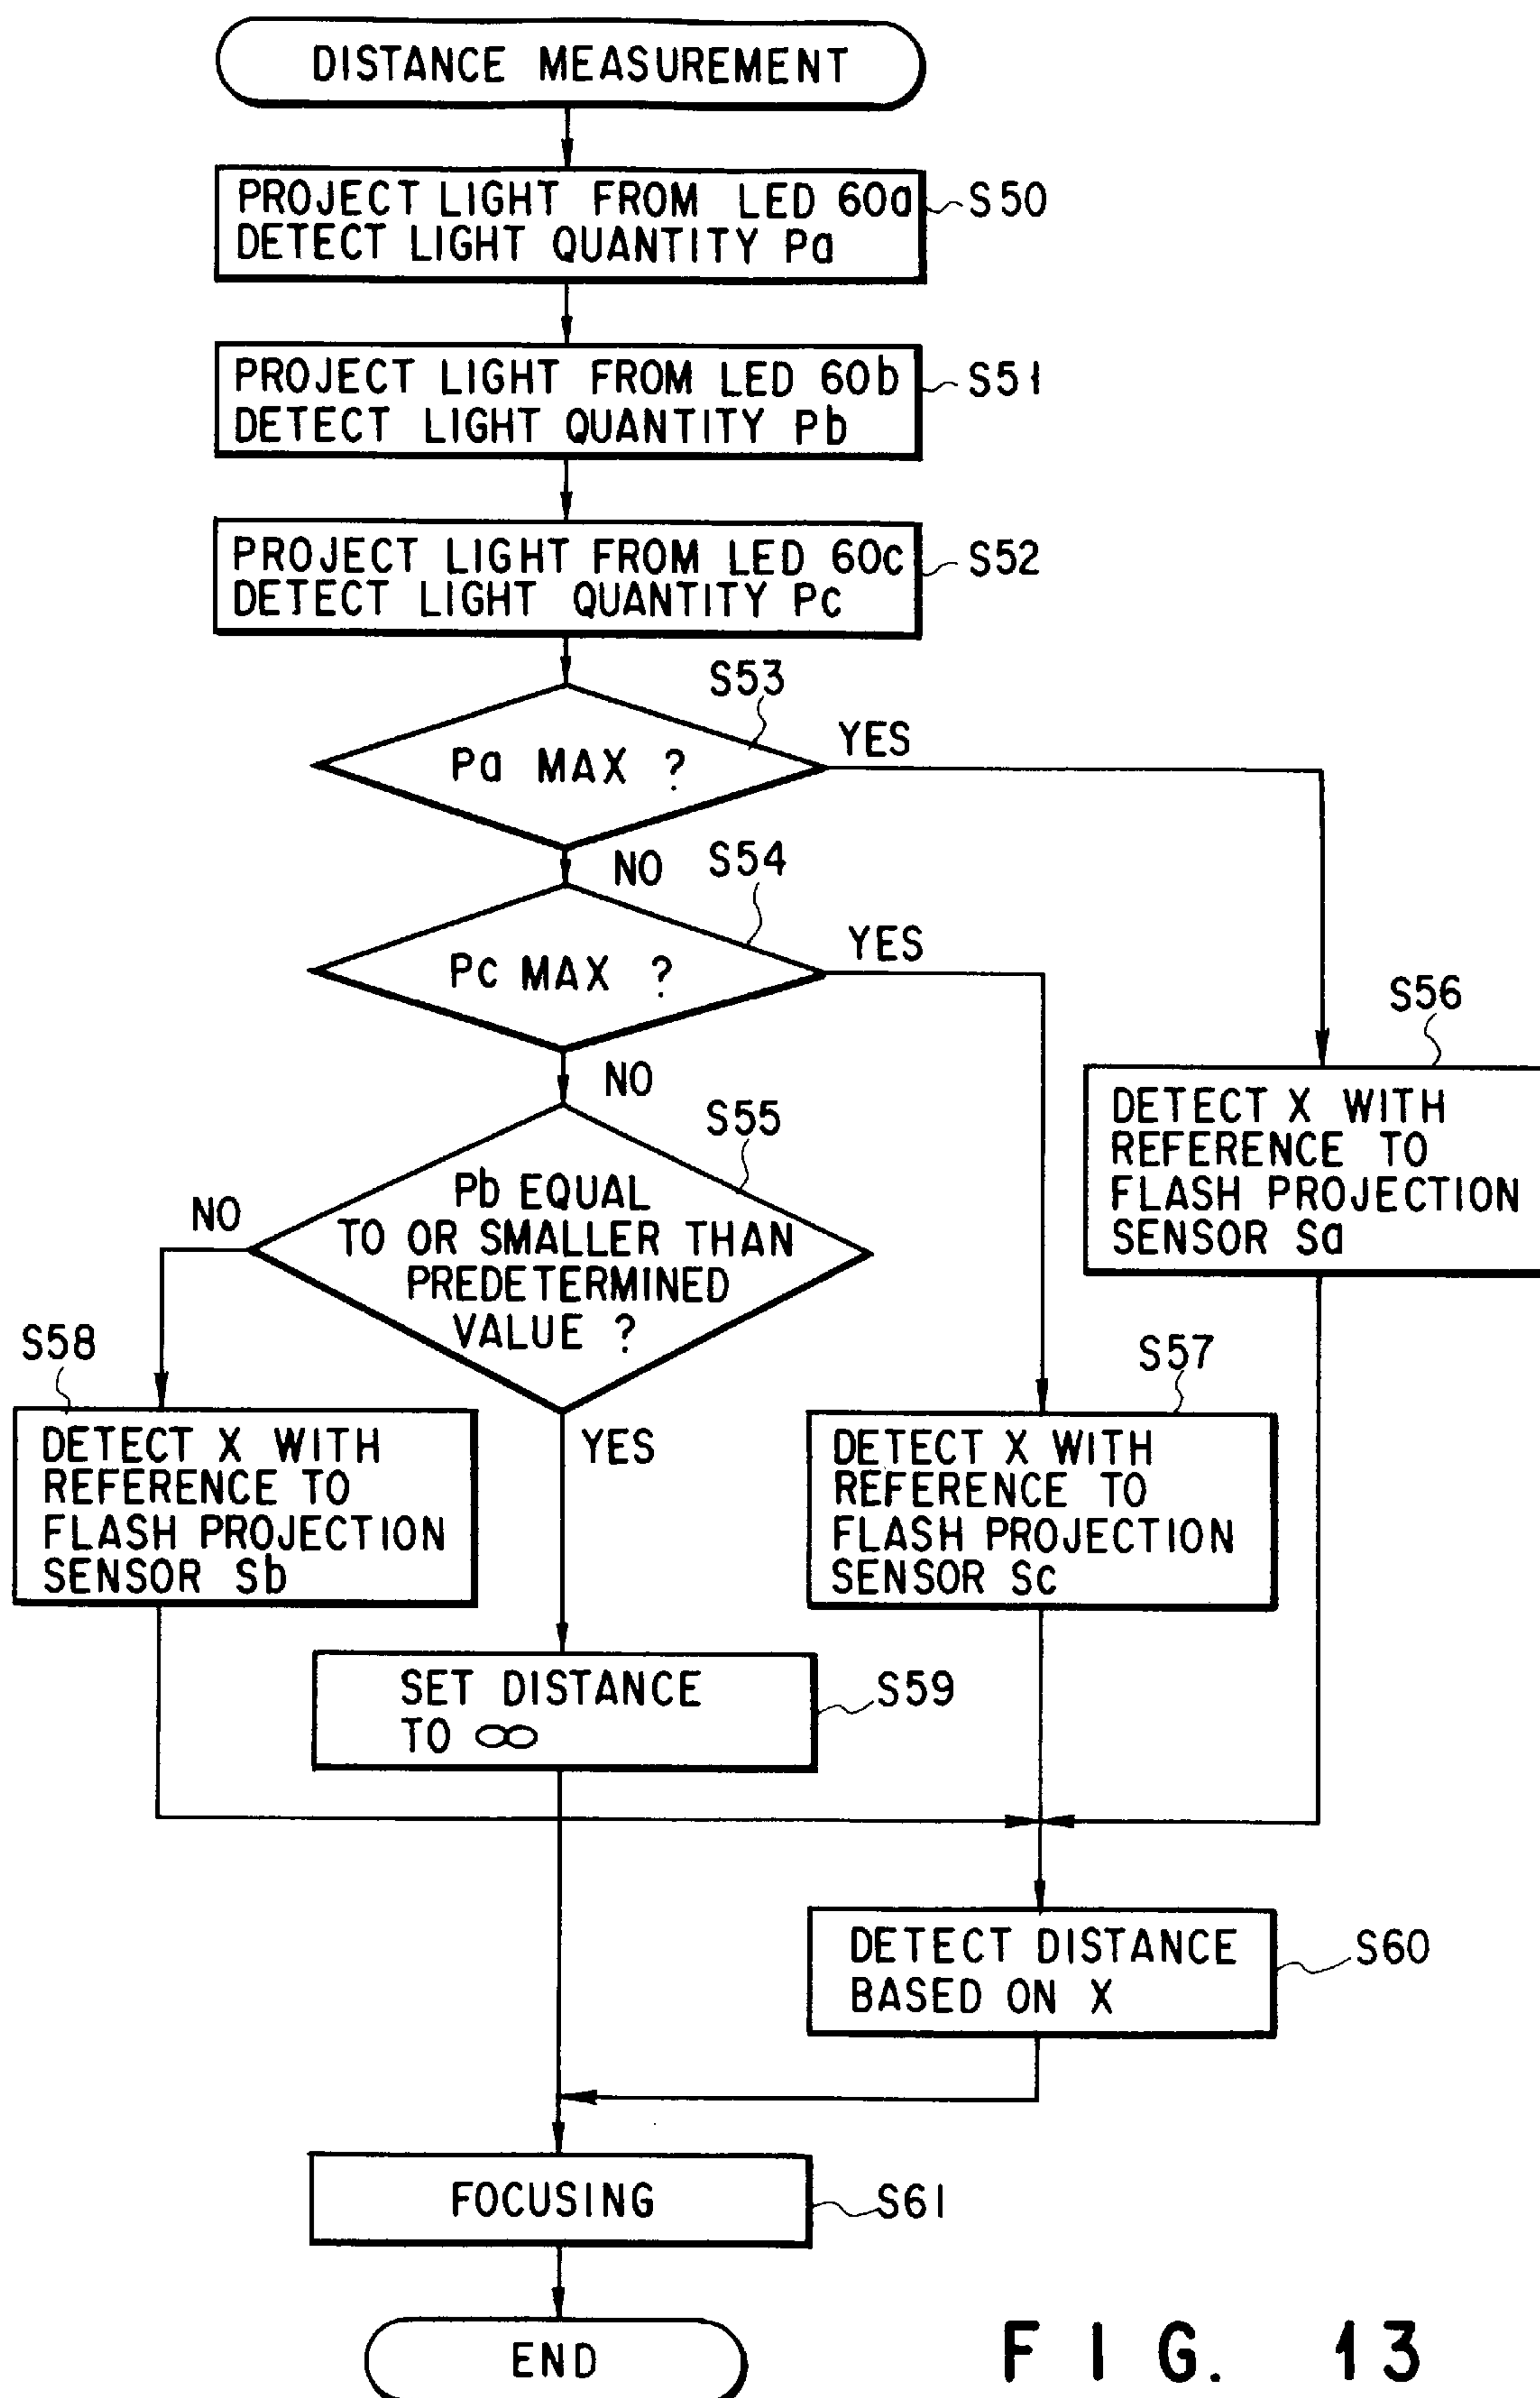 DISTANCE MEASUREMENT
PROJECT LIGHT FROM LED 60a
DETECT LIGHT QUANTITY Pa
S50
PROJECT LIGHT FROM LED 60b
DETECT LIGHT QUANTITY Pb
S51
PROJECT LIGHT FROM LED 60c
DETECT LIGHT QUANTITY Pc
S52
S53
Pa MAX ?
YES
NO
S54
Pc MAX ?
YES
NO
S55
Pb EQUAL
TO OR SMALLER THAN
PREDETERMINED
VALUE ?
NO
YES
S56
DETECT X WITH
REFERENCE TO
FLASH PROJECTION
SENSOR Sa
S58
DETECT X WITH
REFERENCE TO
FLASH PROJECTION
SENSOR Sb
S57
DETECT X WITH
REFERENCE TO
FLASH PROJECTION
SENSOR Sc
SET DISTANCE
TO ∞
S59
DETECT DISTANCE
BASED ON X
S60
FOCUSING
S61
END
FIG. 13